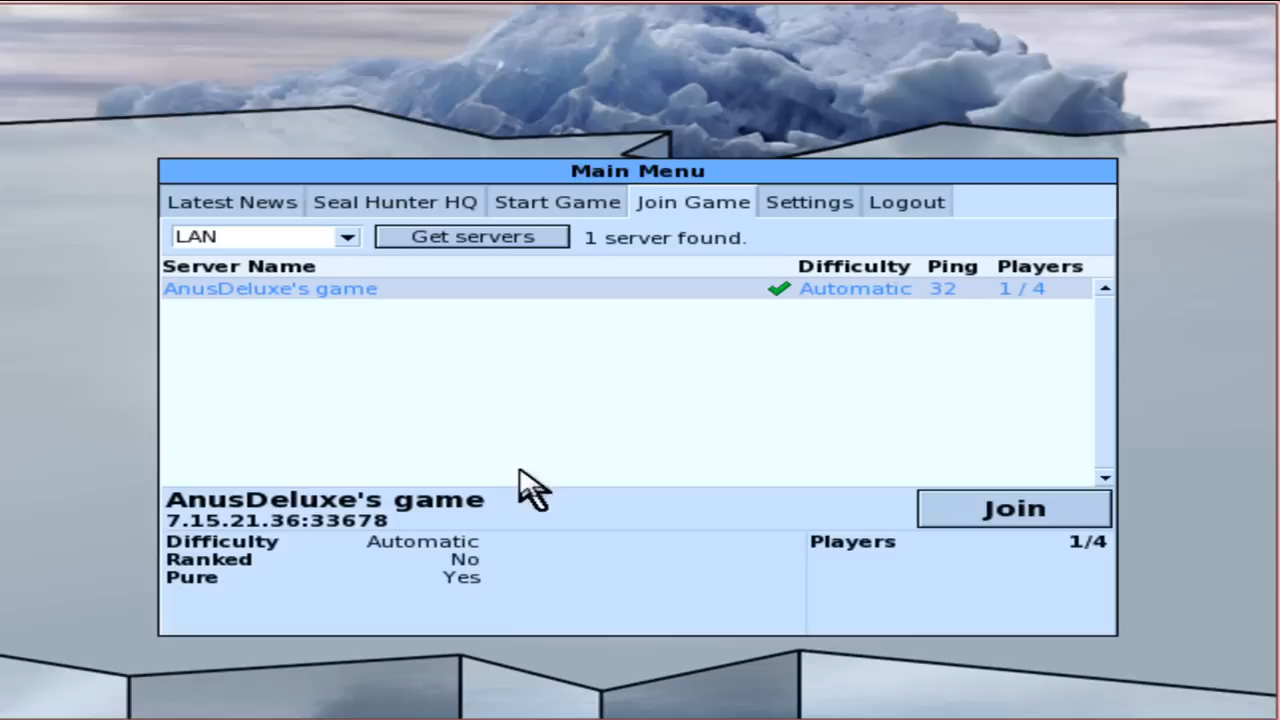 Main Menu
Latest News Seal Hunter HQ Start Game Join Game Settings Logout
LAN Get servers 1 server found.
Server Name Difficulty Ping Players
AnusDeluxe's game Automatic 32 1 / 4
AnusDeluxe's game Join
7.15.21.36:33678
Difficulty Automatic Players 1/4
Ranked No
Pure Yes